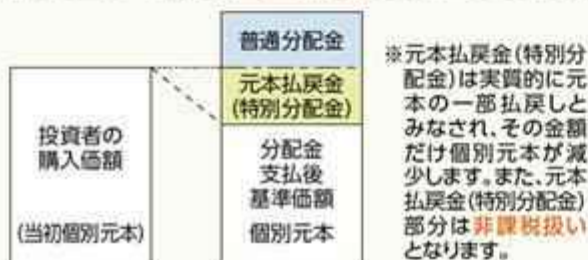 普通分配金
元本払戻金
(特別分配金)
投資者の
購入価額
(当初個別元本)
分配金
支払後
基準価額
個別元本
※元本払戻金(特別分
配金)は実質的に元
本の一部払戻しと
みなされ、その金額
だけ個別元本が減
少します。また、元本
払戻金(特別分配金)
部分は非課税扱い
となります。